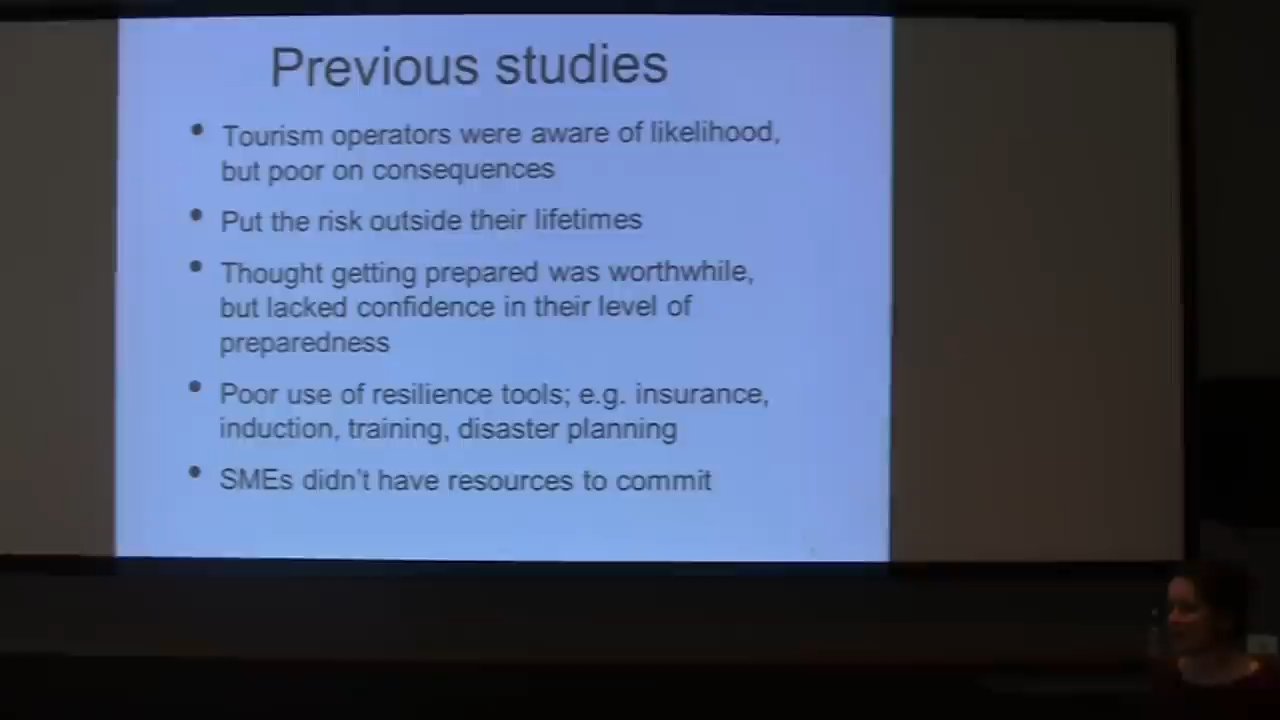 Previous studies
• Tourism operators were aware of likelihood,
but poor on consequences
• Put the risk outside their lifetimes
• Thought getting prepared was worthwhile,
but lacked confidence in their level of
preparedness
• Poor use of resilience tools; e.g. insurance,
induction, training, disaster planning
• SMEs didn't have resources to commit